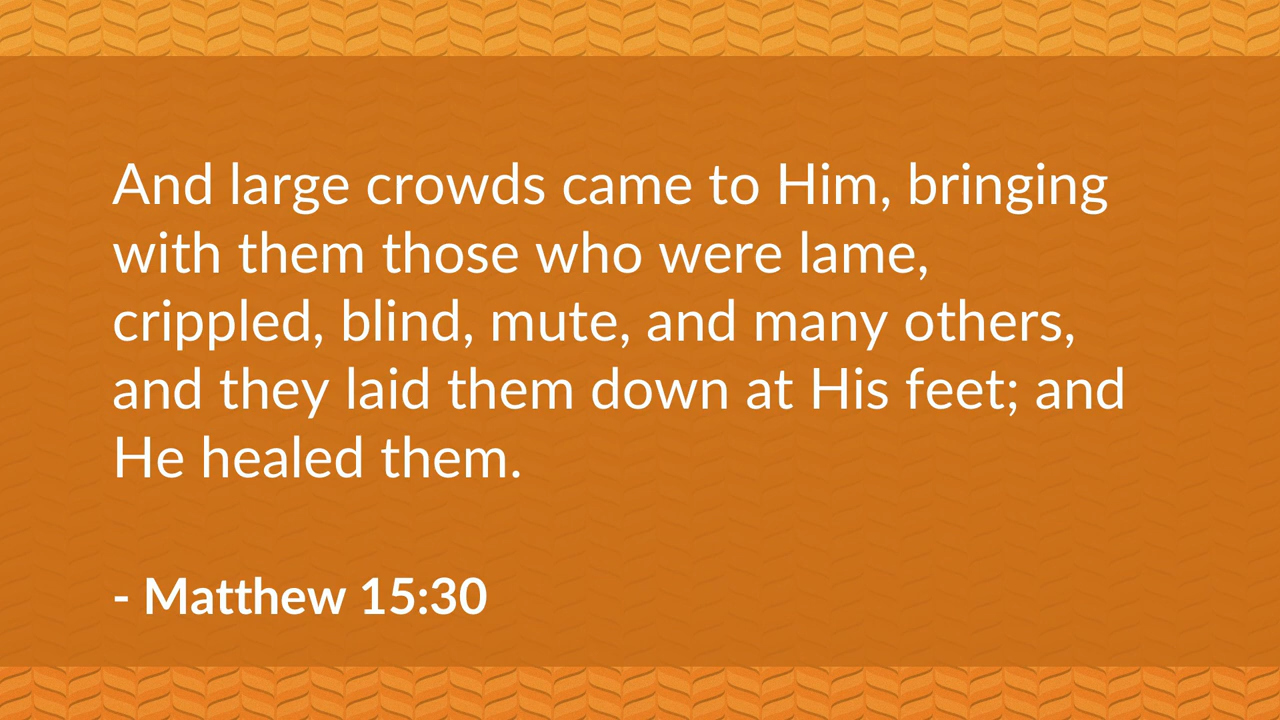 And large crowds came to Him, bringing
with them those who were lame,
crippled, blind, mute, and many others,
and they laid them down at His feet; and
He healed them.
- Matthew 15:30